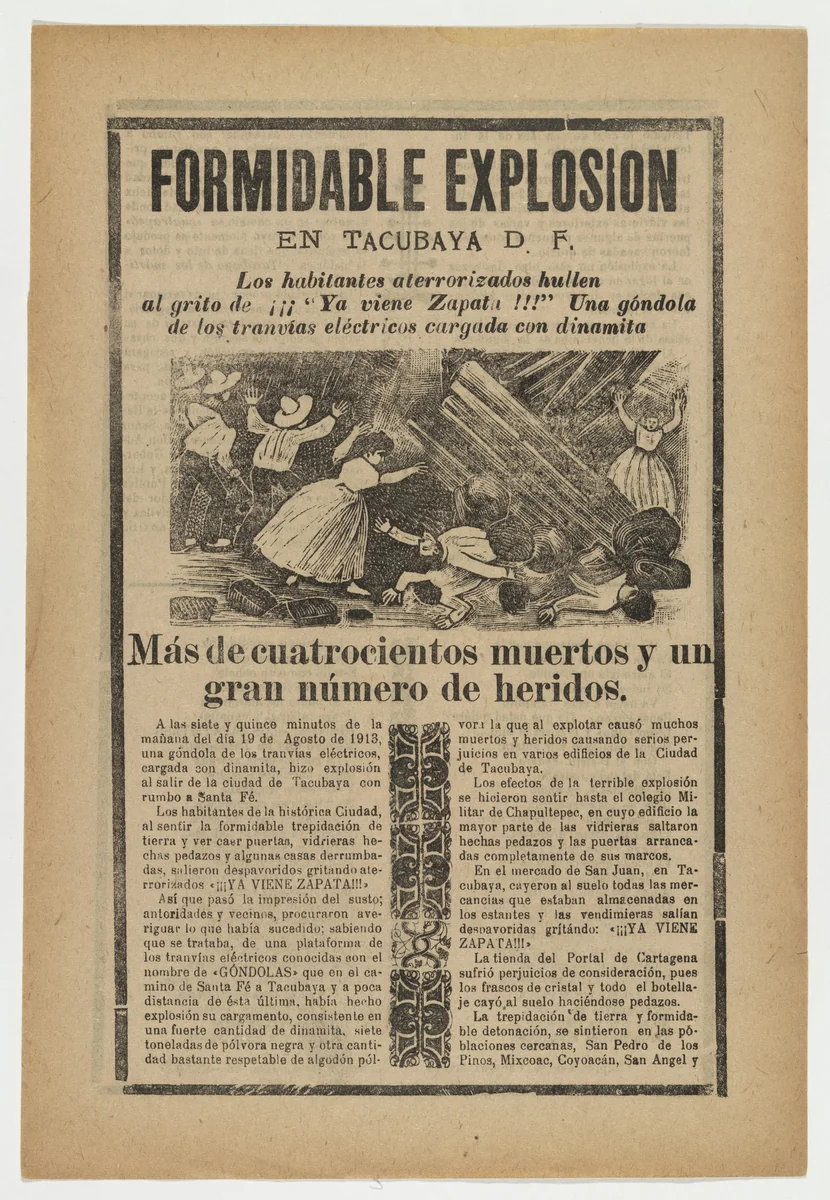 FORMIDABLE EXPLOSION
EN TACUBAYA D. F.
Los habitantes aterrorizados hullen
al grito de ¡¡¡ “Ya viene Zapata !!!” Una góndola
de los tranvías eléctricos cargada con dinamita
Más de cuatrocientos muertos y un
gran número de heridos.
A las siete y quince minutos de la
mañana del día 19 de Agosto de 1913,
una góndola de los tranvías eléctricos,
cargada con dinamita, hizo explosión
al salir de la ciudad de Tacubaya con
rumbo a Santa Fé.
Los habitantes de la histórica Ciudad,
al sentir la formidable trepidación de
tierra y ver caer puertas, vidrieras he-
chas pedazos y algunas casas derrumba-
das, salieron despavoridos gritando ate-
rrorizados «¡¡¡YA VIENE ZAPATA!!!»
Así que pasó la impresión del susto;
antoridades y vecinos, procuraron ave-
riguar lo que había sucedido; sabiendo
que se trataba, de una plataforma de
los tranvías eléctricos conocidas con el
nombre de «GÓNDOLAS» que en el ca-
mino de Santa Fé a Tacubaya y a poca
distancia de ésta última, había hecho
explosión su cargamento, consistente en
una fuerte cantidad de dinamita, siete
toneladas de pólvora negra y otra canti-
dad bastante respetable de algodón pól-
vora la que al explotar causó muchos
muertos y heridos causando serios per-
juicios en varios edificios de la Ciudad
de Tacubaya.
Los efectos de la terrible explosión
se hicieron sentir hasta el colegio Mi-
litar de Chapultepec, en cuyo edificio la
mayor parte de las vidrieras saltaron
hechas pedazos y las puertas arranca-
das completamente de sus marcos.
En el mercado de San Juan, en Ta-
cubaya, cayeron al suelo todas las mer-
cancías que estaban almacenadas en
los estantes y las vendimieras salían
despavoridas gritándo: «¡¡¡YA VIENE
ZAPATA!!!»
La tienda del Portal de Cartagena
sufrió perjuicios de consideración, pues
los frascos de cristal y todo el botella-
je cayó al suelo haciéndose pedazos.
La trepidación de tierra y formida-
ble detonación, se sintieron en las pó-
blaciones cercanas, San Pedro de los
Pinos, Mixcoac, Coyoacán, San Angel y